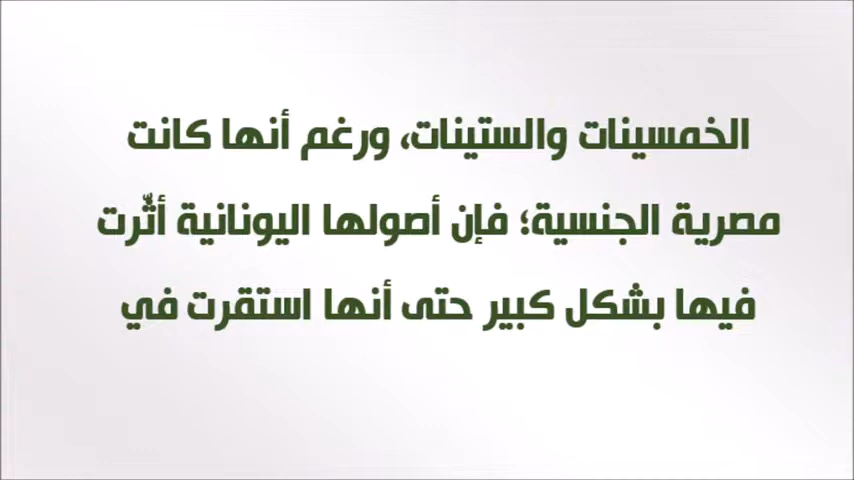 الخمسينات والستينات، ورغم أنها كانت
مصرية الجنسية؛ فإن أصولها اليونانية أثّرت
فيها بشكل كبير حتى أنها استقرت في